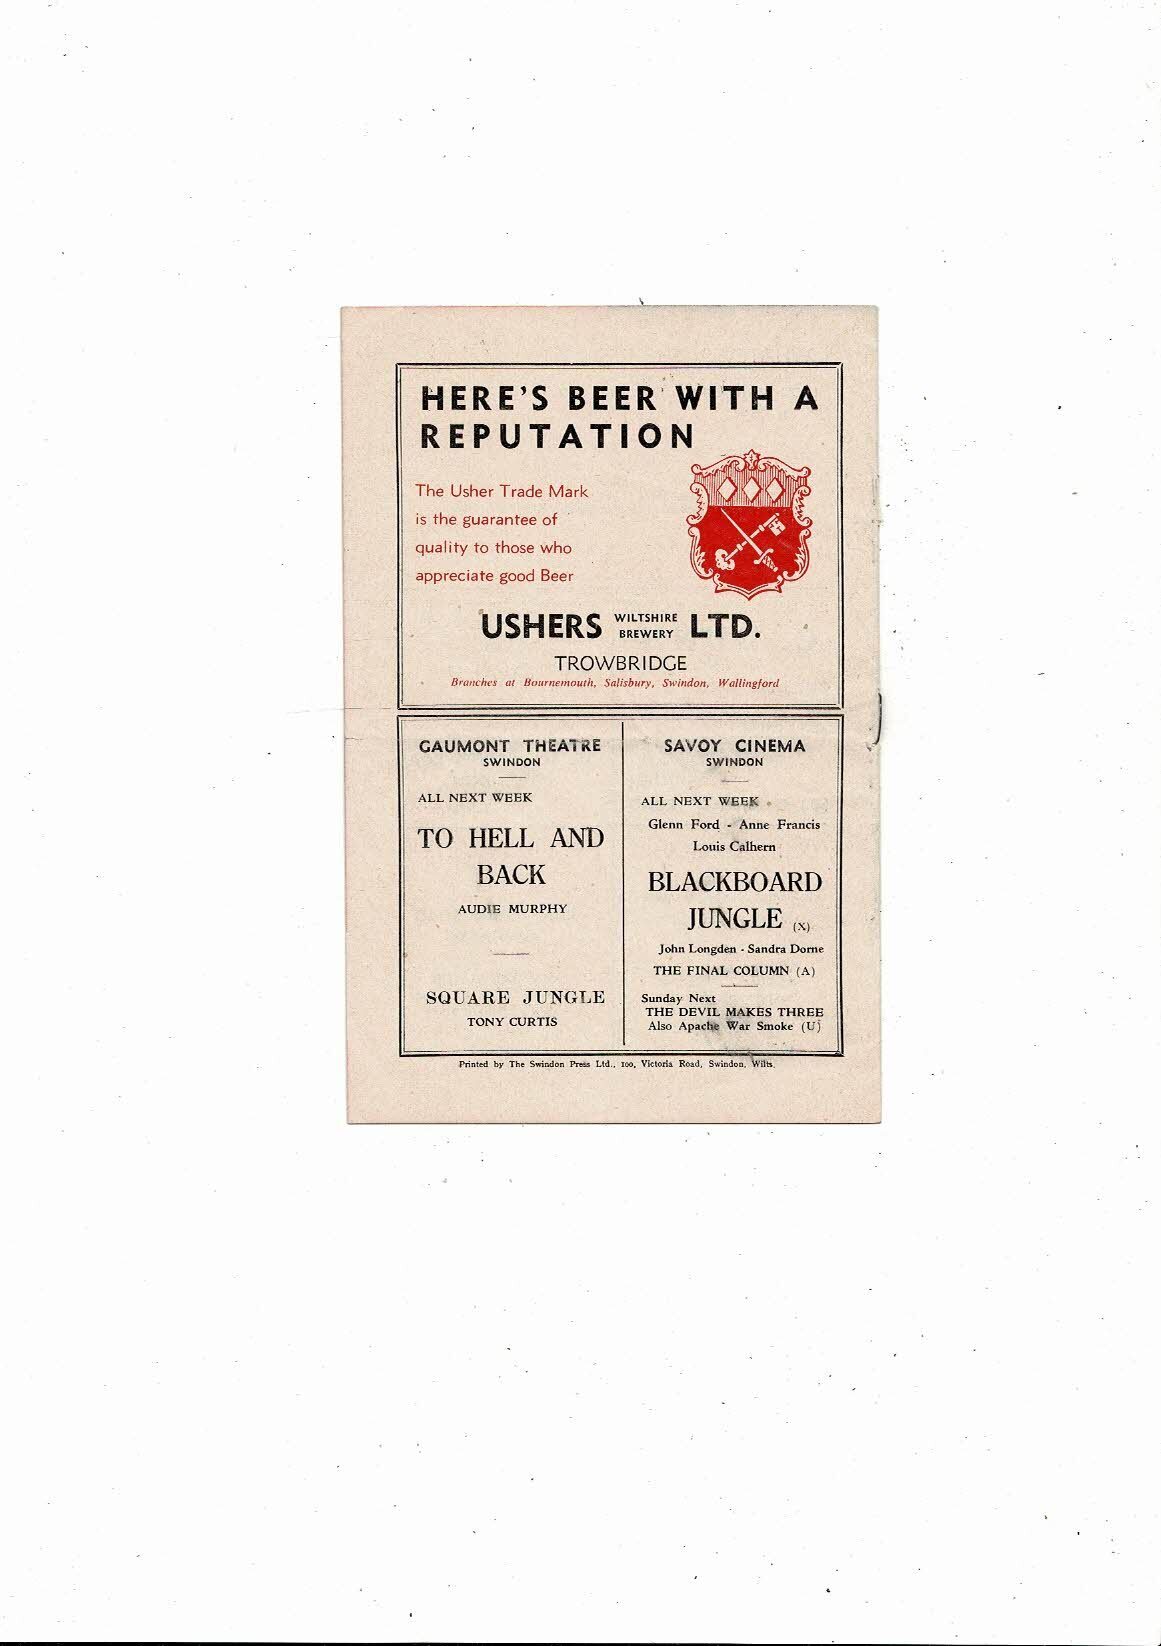 HERE'S BEER WITH A
REPUTATION
The Usher Trade Mark
is the guarantee of
quality to those who
appreciate good Beer
USHERS WILTSHIRE BREWERY LTD.
TROWBRIDGE
Branches at Bournemouth, Salisbury, Swindon, Wallingford
GAUMONT THEATRE
SWINDON
ALL NEXT WEEK
TO HELL AND
BACK
AUDIE MURPHY
SQUARE JUNGLE
TONY CURTIS
SAVOY CINEMA
SWINDON
ALL NEXT WEEK
Glenn Ford - Anne Francis
Louis Calhern
BLACKBOARD
JUNGLE (X)
John Longden - Sandra Dorne
THE FINAL COLUMN (A)
Sunday Next
THE DEVIL MAKES THREE
Also Apache War Smoke (U)
Printed by The Swindon Press Ltd., 100, Victoria Road, Swindon, Wilts.